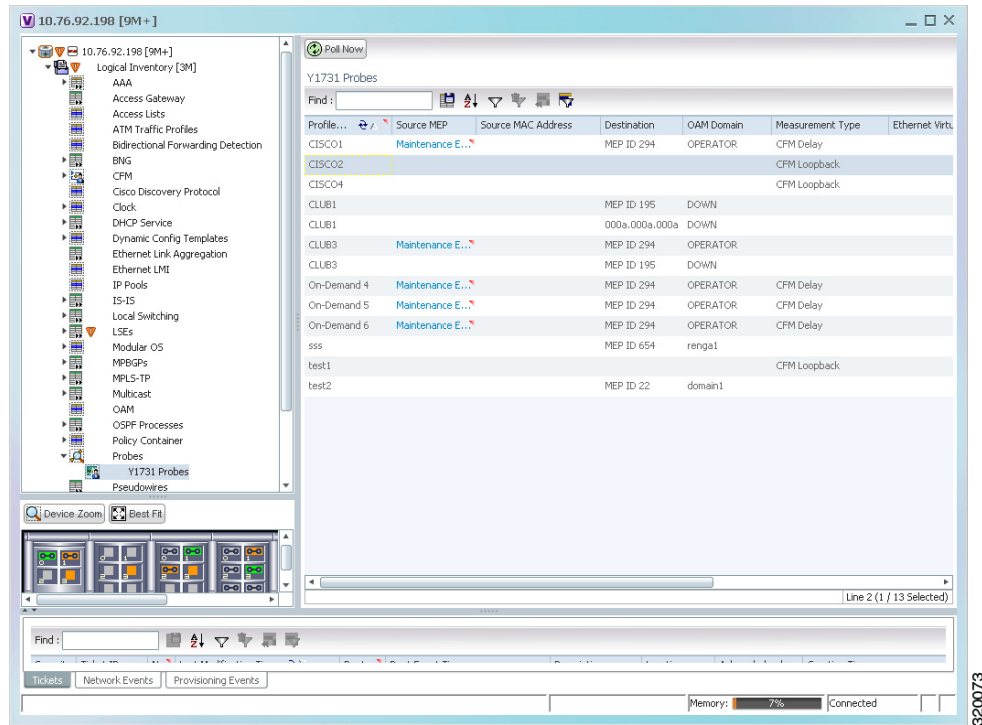 10.76.92.198 [9M+]
10.76.92.198 [9M+]
Logical Inventory [3M]
AAA
Access Gateway
Access Lists
ATM Traffic Profiles
Bidirectional Forwarding Detection
BNG
CFM
Cisco Discovery Protocol
Clock
DHCP Service
Dynamic Config Templates
Ethernet Link Aggregation
Ethernet LMI
IP Pools
IS-IS
Local Switching
LSEs
Modular OS
MPBGPs
MPLS-TP
Multicast
OAM
OSPF Processes
Policy Container
Probes
Y1731 Probes
Pseudowires
Device Zoom Best Fit
Poll Now
Y1731 Probes
Find :
Profile... Source MEP Source MAC Address Destination OAM Domain Measurement Type Ethernet Virtu
CISCO1 Maintenance E... MEP ID 294 OPERATOR CFM Delay
CISCO2 CFM Loopback
CISCO4 CFM Loopback
CLUB1 MEP ID 195 DOWN
CLUB1 000a.000a.000a DOWN
CLUB3 Maintenance E... MEP ID 294 OPERATOR
CLUB3 MEP ID 195 DOWN
On-Demand 4 Maintenance E... MEP ID 294 OPERATOR CFM Delay
On-Demand 5 Maintenance E... MEP ID 294 OPERATOR CFM Delay
On-Demand 6 Maintenance E... MEP ID 294 OPERATOR CFM Delay
sss MEP ID 654 renga1
test1 CFM Loopback
test2 MEP ID 22 domain1
Line 2 (1 / 13 Selected)
Find :
Tickets Network Events Provisioning Events
Memory: 7% Connected
320073